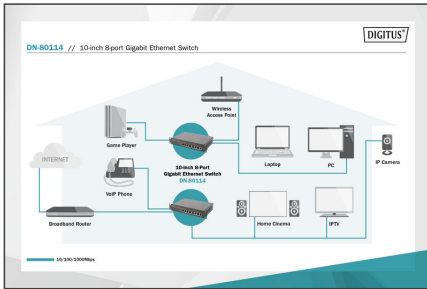 DIGITUS®
DN-80114 // 10-inch 8-port Gigabit Ethernet Switch
Wireless
Access Point
Game Player
INTERNET
10-inch 8-Port
Gigabit Ethernet Switch
DN-80114
Laptop
PC
IP Camera
VoIP Phone
Broadband Router
Home Cinema
IPTV
10/100/1000Mbps